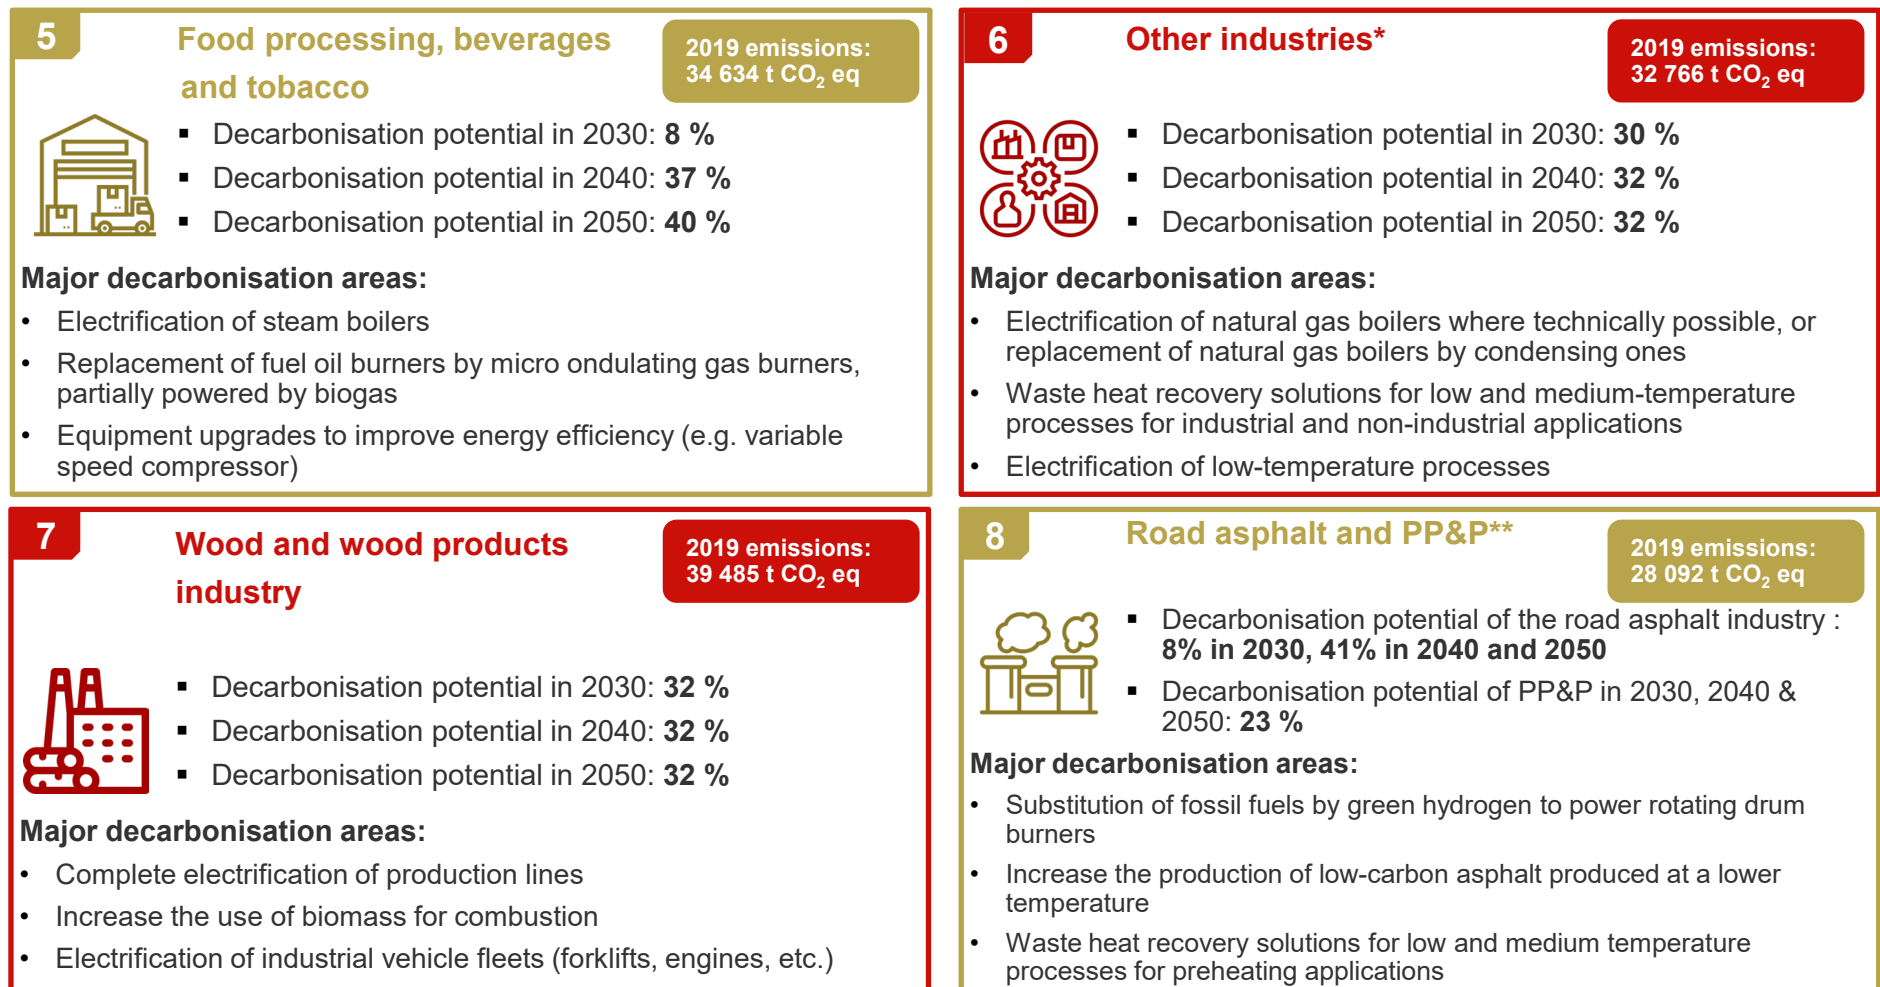 5
Food processing, beverages
and tobacco
2019 emissions:
34 634 t CO₂ eq
▪ Decarbonisation potential in 2030: 8 %
▪ Decarbonisation potential in 2040: 37 %
▪ Decarbonisation potential in 2050: 40 %
Major decarbonisation areas:
• Electrification of steam boilers
• Replacement of fuel oil burners by micro ondulating gas burners,
partially powered by biogas
• Equipment upgrades to improve energy efficiency (e.g. variable
speed compressor)
6
Other industries*
2019 emissions:
32 766 t CO₂ eq
▪ Decarbonisation potential in 2030: 30 %
▪ Decarbonisation potential in 2040: 32 %
▪ Decarbonisation potential in 2050: 32 %
Major decarbonisation areas:
• Electrification of natural gas boilers where technically possible, or
replacement of natural gas boilers by condensing ones
• Waste heat recovery solutions for low and medium-temperature
processes for industrial and non-industrial applications
• Electrification of low-temperature processes
7
Wood and wood products
industry
2019 emissions:
39 485 t CO₂ eq
▪ Decarbonisation potential in 2030: 32 %
▪ Decarbonisation potential in 2040: 32 %
▪ Decarbonisation potential in 2050: 32 %
Major decarbonisation areas:
• Complete electrification of production lines
• Increase the use of biomass for combustion
• Electrification of industrial vehicle fleets (forklifts, engines, etc.)
8
Road asphalt and PP&P**
2019 emissions:
28 092 t CO₂ eq
▪ Decarbonisation potential of the road asphalt industry :
8% in 2030, 41% in 2040 and 2050
▪ Decarbonisation potential of PP&P in 2030, 2040 &
2050: 23 %
Major decarbonisation areas:
• Substitution of fossil fuels by green hydrogen to power rotating drum
burners
• Increase the production of low-carbon asphalt produced at a lower
temperature
• Waste heat recovery solutions for low and medium temperature
processes for preheating applications